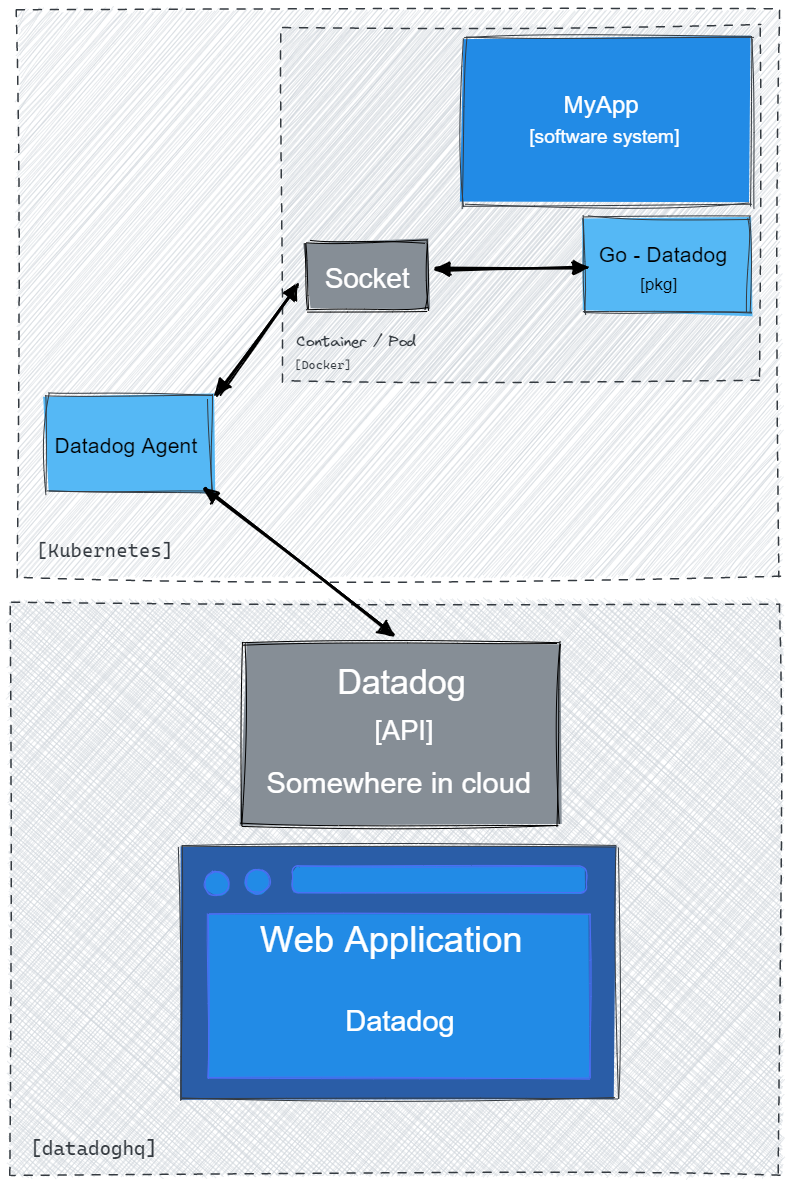 MyApp
[software system]
Go - Datadog
[pkg]
Socket
Container / Pod
[Docker]
Datadog Agent
[Kubernetes]
Datadog
[API]
Somewhere in cloud
Web Application
Datadog
[datadoghq]